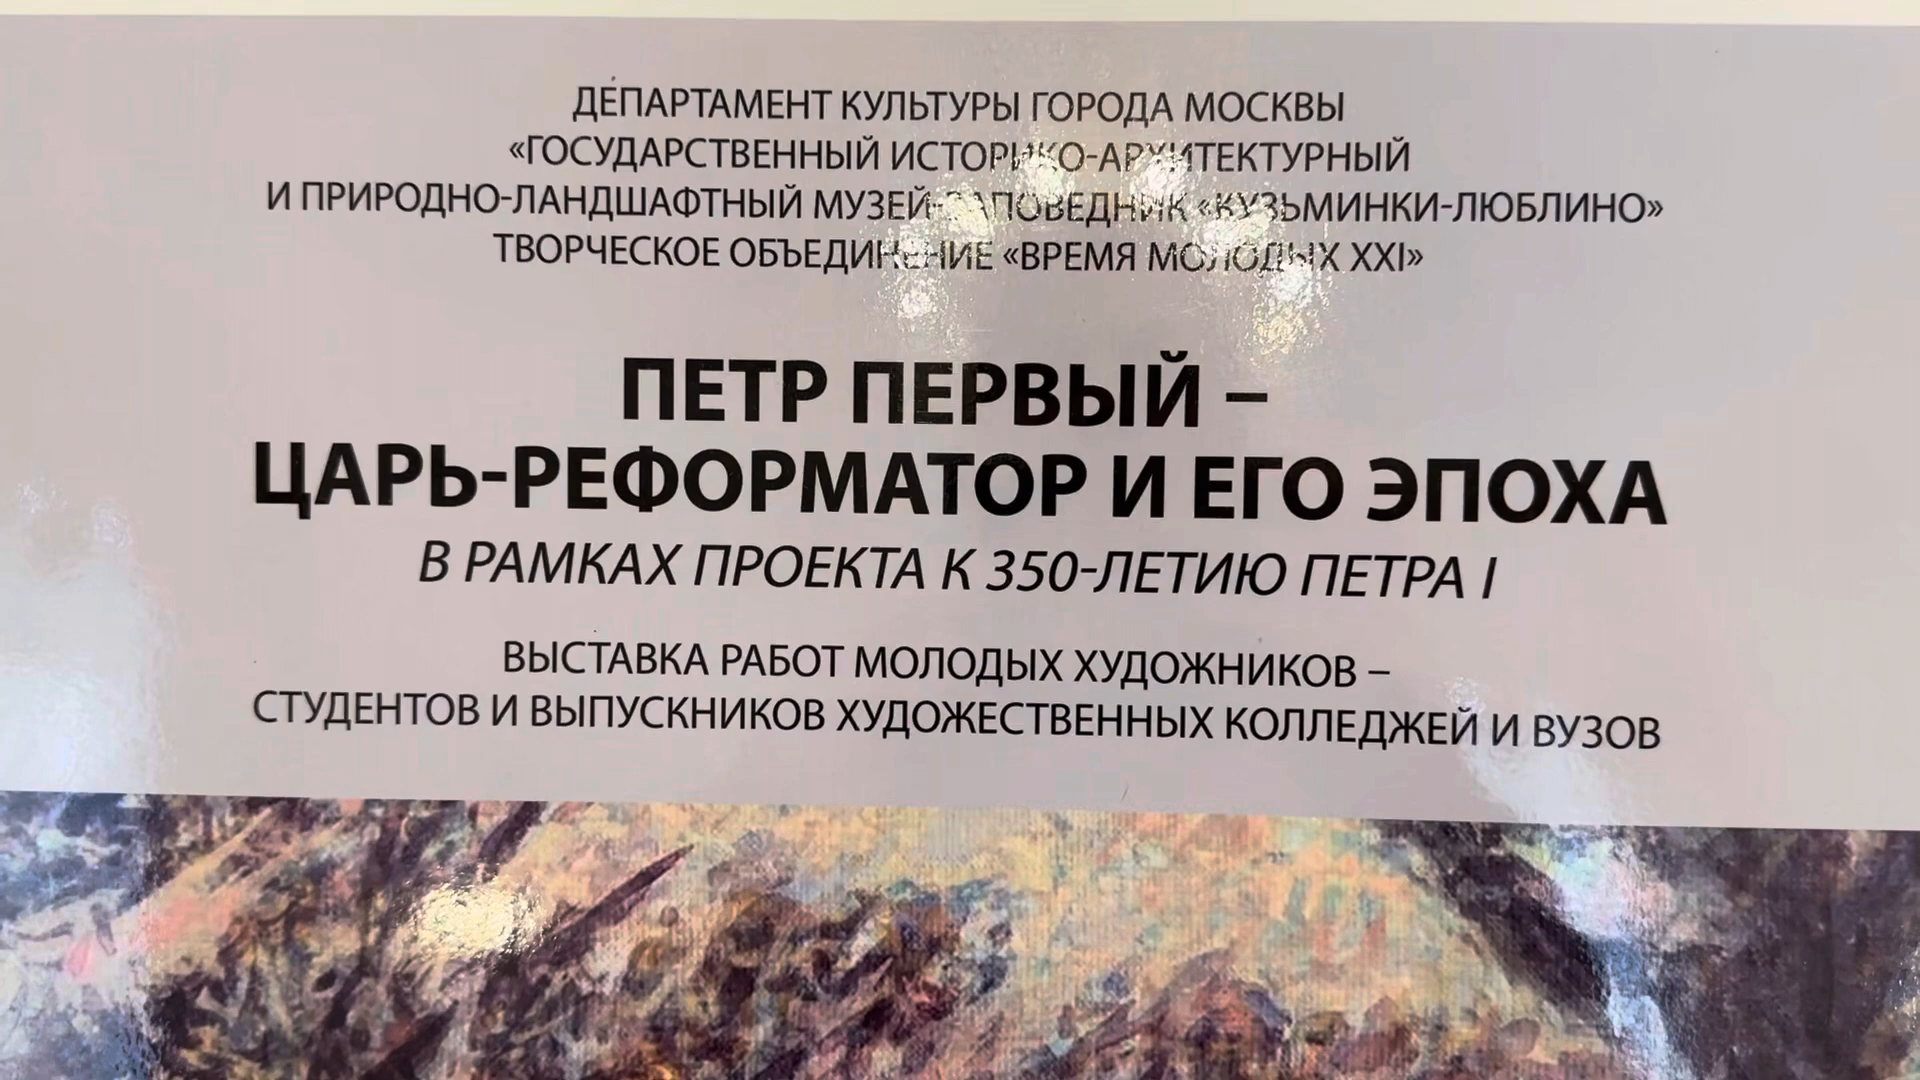 ДЕПАРТАМЕНТ КУЛЬТУРЫ ГОРОДА МОСКВЫ
«ГОСУДАРСТВЕННЫЙ ИСТОРИКО-АРХИТЕКТУРНЫЙ
И ПРИРОДНО-ЛАНДШАФТНЫЙ МУЗЕЙ-ЗАПОВЕДНИК «КУЗЬМИНКИ-ЛЮБЛИНО»
ТВОРЧЕСКОЕ ОБЪЕДИНЕНИЕ «ВРЕМЯ МОЛОДЫХ XXI»
ПЕТР ПЕРВЫЙ –
ЦАРЬ-РЕФОРМАТОР И ЕГО ЭПОХА
В РАМКАХ ПРОЕКТА К 350-ЛЕТИЮ ПЕТРА I
ВЫСТАВКА РАБОТ МОЛОДЫХ ХУДОЖНИКОВ –
СТУДЕНТОВ И ВЫПУСКНИКОВ ХУДОЖЕСТВЕННЫХ КОЛЛЕДЖЕЙ И ВУЗОВ